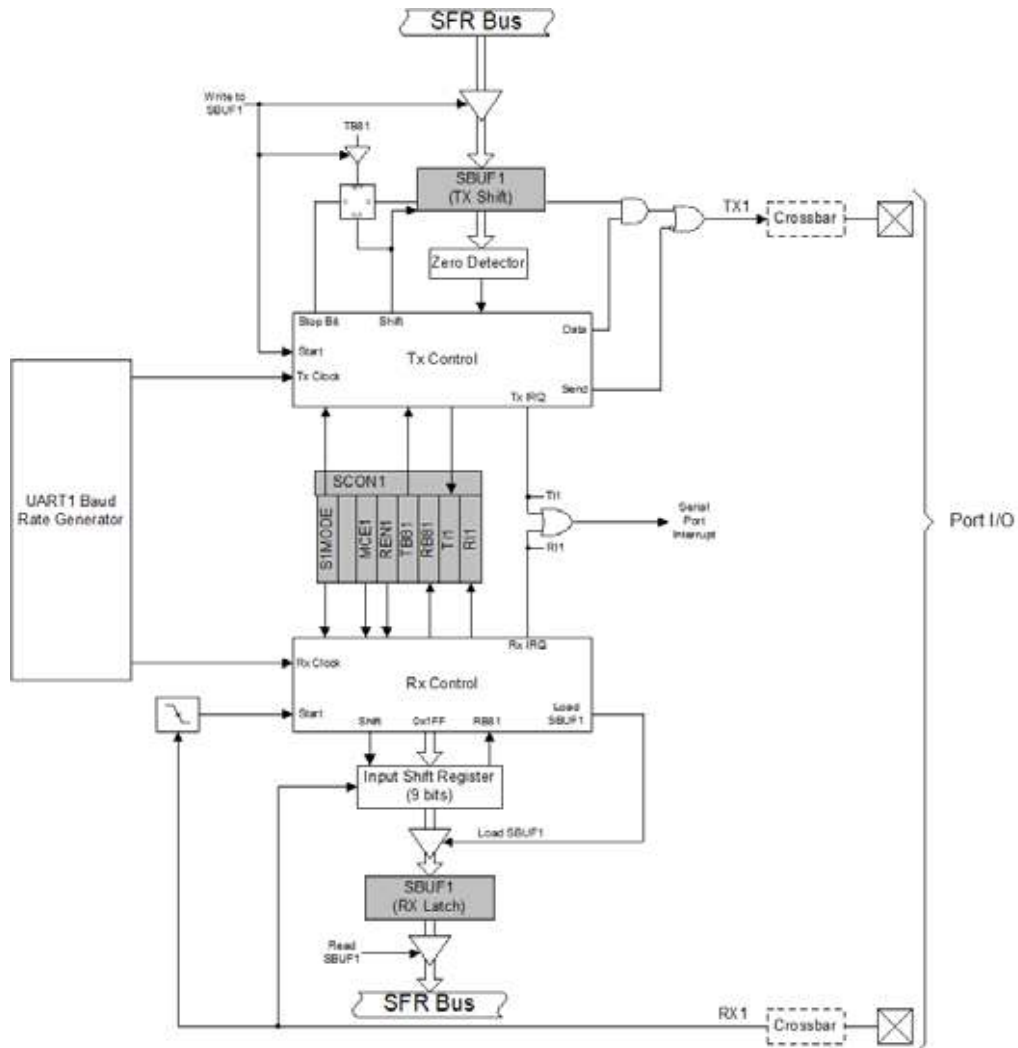 SFR Bus
Write to
SBUF1
TB81
SBUF1
(TX Shift)
TX1
Crossbar
Zero Detector
Stop Bit
Shift
Data
Start
Tx Control
Tx Clock
Tx IRQ
Send
UART1 Baud
Rate Generator
SCON1
S1MODE
MCE1
REN1
TB81
RB81
TI1
RI1
TI1
RI1
Serial
Port
Interrupt
Port I/O
Rx IRQ
Rx Clock
Rx Control
Start
Shift
0x1FF
RB81
Load
SBUF1
Input Shift Register
(9 bits)
Load SBUF1
SBUF1
(RX Latch)
Read
SBUF1
SFR Bus
RX1
Crossbar